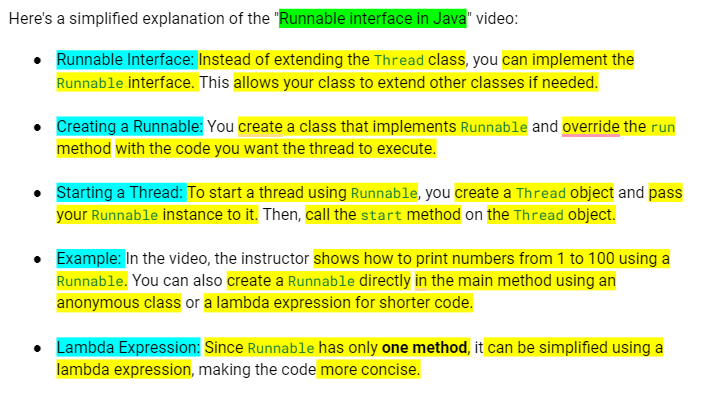 Here's a simplified explanation of the "Runnable interface in Java" video:
● Runnable Interface: Instead of extending the Thread class, you can implement the
Runnable interface. This allows your class to extend other classes if needed.
● Creating a Runnable: You create a class that implements Runnable and override the run
method with the code you want the thread to execute.
● Starting a Thread: To start a thread using Runnable, you create a Thread object and pass
your Runnable instance to it. Then, call the start method on the Thread object.
● Example: In the video, the instructor shows how to print numbers from 1 to 100 using a
Runnable. You can also create a Runnable directly in the main method using an
anonymous class or a lambda expression for shorter code.
● Lambda Expression: Since Runnable has only one method, it can be simplified using a
lambda expression, making the code more concise.